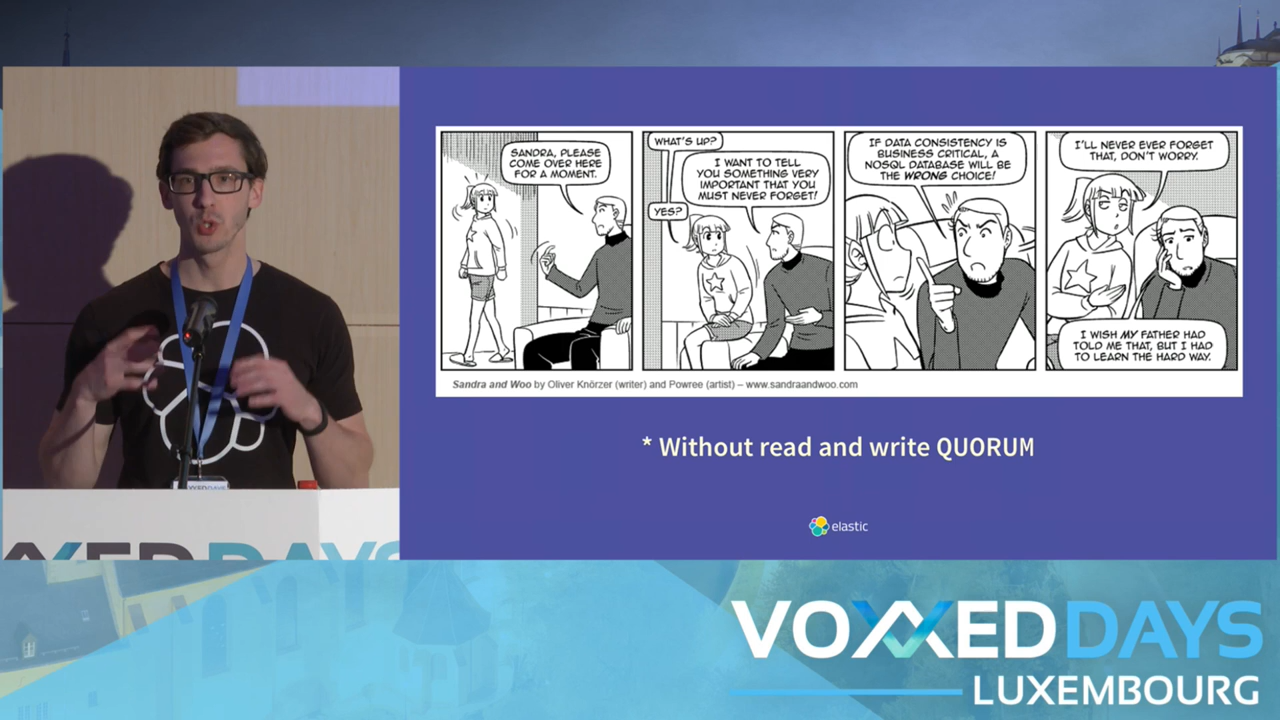 SANDRA, PLEASE
COME OVER HERE
FOR A MOMENT.
WHAT'S UP?
I WANT TO TELL
YOU SOMETHING VERY
IMPORTANT THAT YOU
MUST NEVER FORGET!
YES?
IF DATA CONSISTENCY IS
BUSINESS CRITICAL, A
NOSQL DATABASE WILL BE
THE WRONG CHOICE!
I'LL NEVER EVER FORGET
THAT, DON'T WORRY.
I WISH MY FATHER HAD
TOLD ME THAT, BUT I HAD
TO LEARN THE HARD WAY.
Sandra and Woo by Oliver Knörzer (writer) and Powree (artist) – www.sandraandwoo.com
* Without read and write QUORUM
elastic
VOXXEDDAYS
VOXXED DAYS
VOXXEDDAYS
LUXEMBOURG